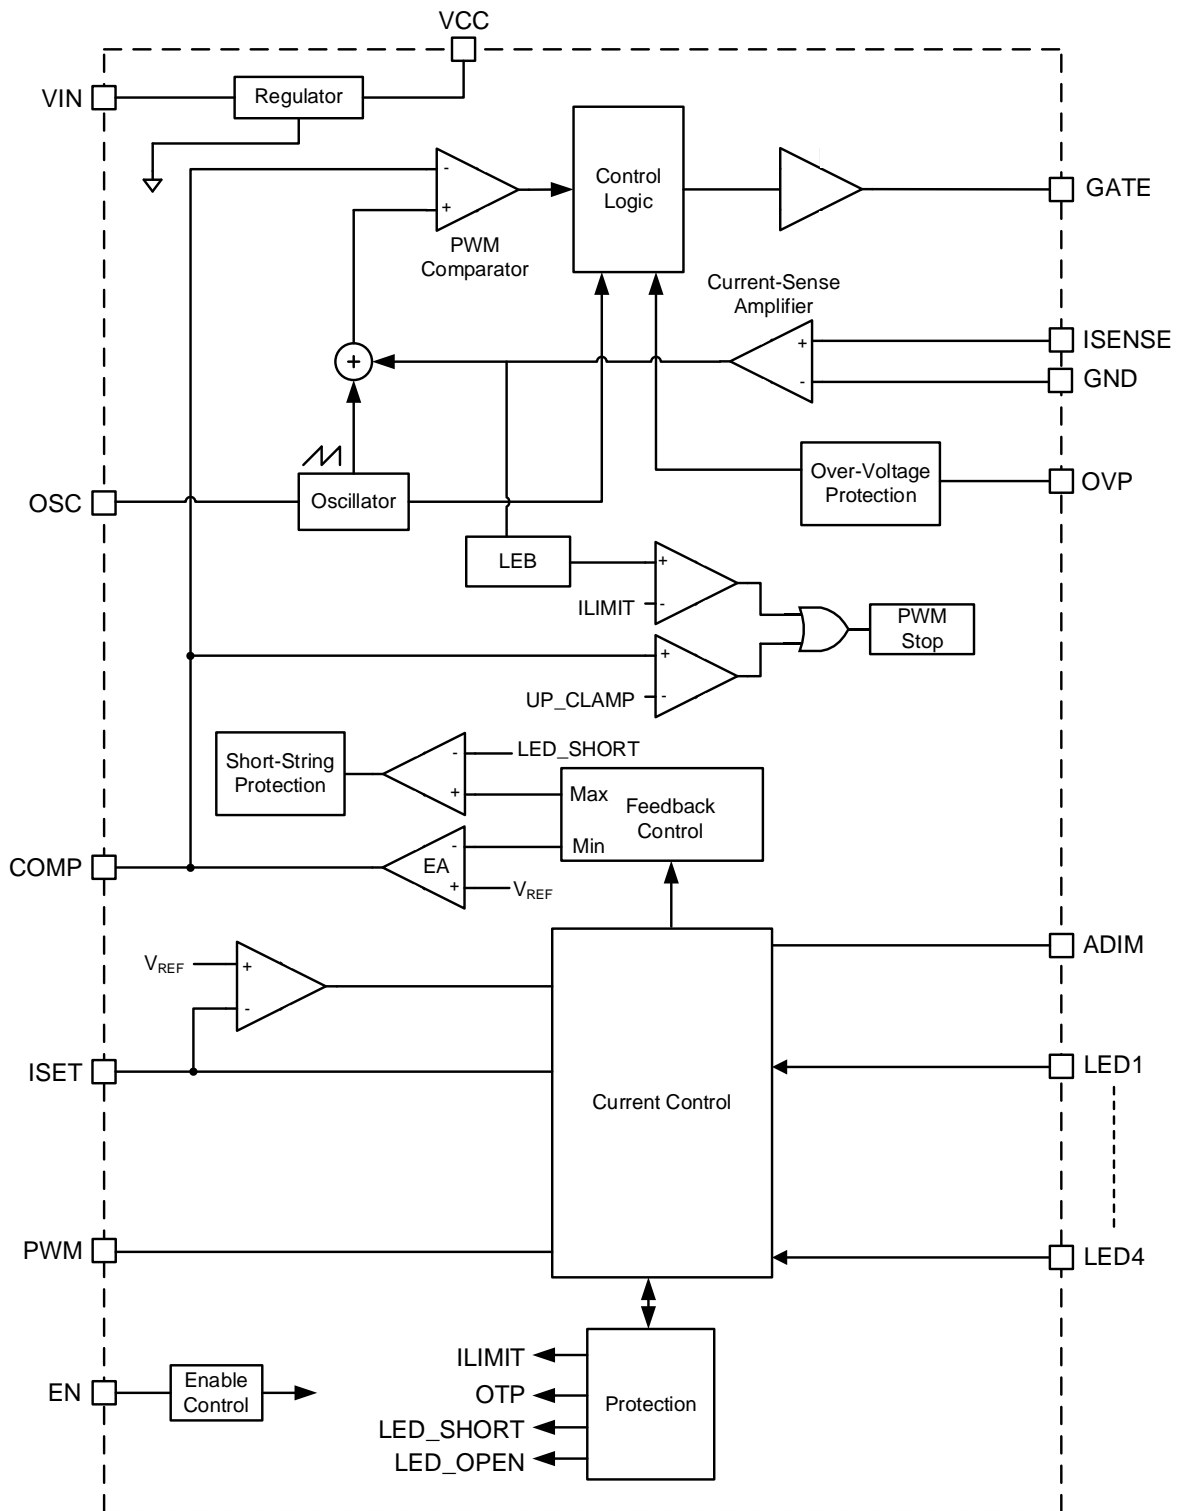 VCC
VIN
Regulator
-
+
PWM
Comparator
Control
Logic
GATE
Current-Sense
Amplifier
+
-
ISENSE
GND
+
OSC
Oscillator
Over-Voltage
Protection
OVP
LEB
+
-
ILIMIT
PWM
Stop
+
-
UP_CLAMP
Short-String
Protection
-
+
LED_SHORT
Max
Min
Feedback
Control
COMP
EA
-
+
VREF
ADIM
VREF
+
-
ISET
Current Control
LED1
PWM
LED4
EN
Enable
Control
ILIMIT
OTP
LED_SHORT
LED_OPEN
Protection